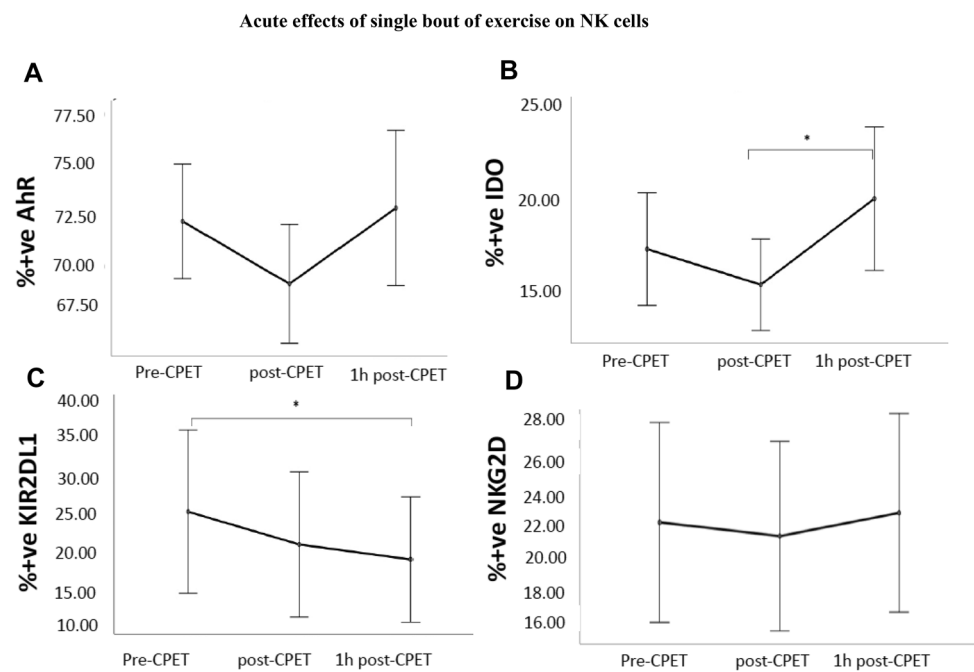 Acute effects of single bout of exercise on NK cells
A
%+ve AhR
77.50
75.00
72.50
70.00
67.50
Pre-CPET post-CPET 1h post-CPET
B
%+ve IDO
25.00
20.00
15.00
*
Pre-CPET post-CPET 1h post-CPET
C
%+ve KIR2DL1
40.00
35.00
30.00
25.00
20.00
15.00
10.00
*
Pre-CPET post-CPET 1h post-CPET
D
%+ve NKG2D
28.00
26.00
24.00
22.00
20.00
18.00
16.00
Pre-CPET post-CPET 1h post-CPET